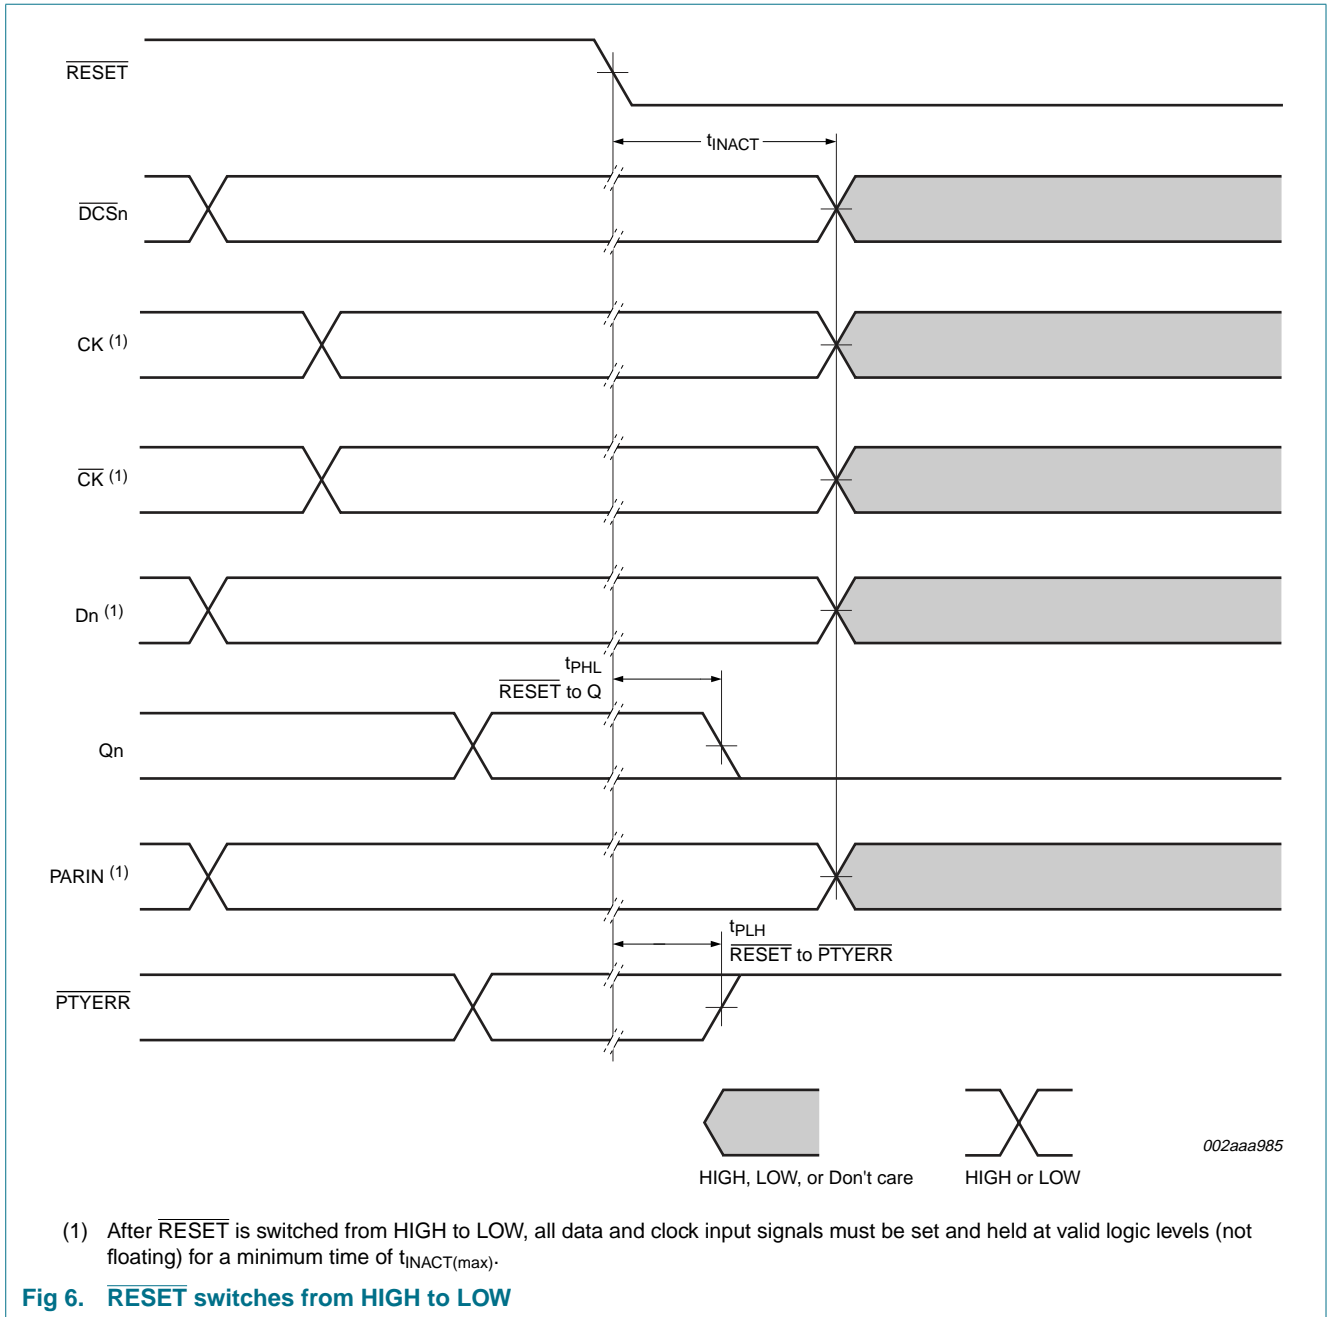 RESET
tINACT
DCSn
CK (1)
CK (1)
Dn (1)
tPHL
RESET to Q
Qn
PARIN (1)
tPLH
RESET to PTYERR
PTYERR
002aaa985
HIGH, LOW, or Don't care
HIGH or LOW
(1) After RESET is switched from HIGH to LOW, all data and clock input signals must be set and held at valid logic levels (not
floating) for a minimum time of tINACT(max).
Fig 6. RESET switches from HIGH to LOW